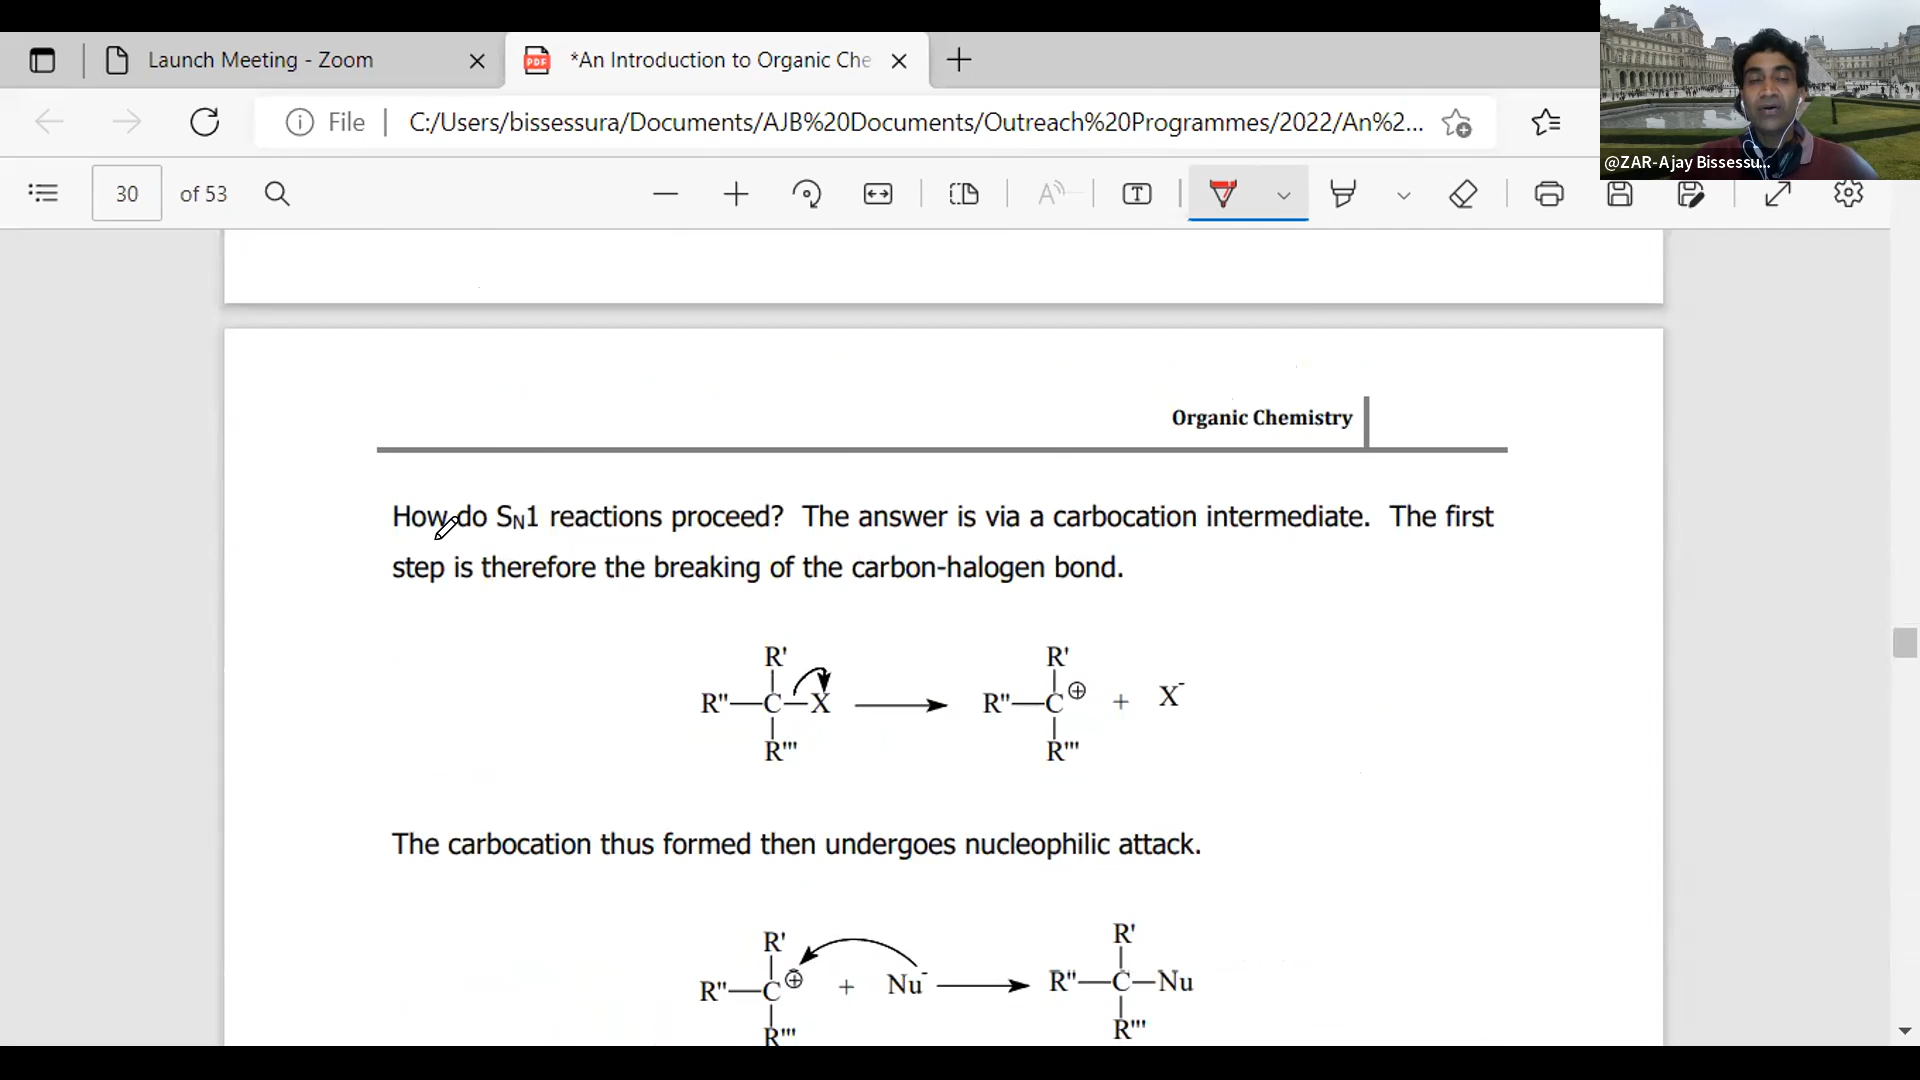 Launch Meeting - Zoom
*An Introduction to Organic Che
File
C:/Users/bissessura/Documents/AJB%20Documents/Outreach%20Programmes/2022/An%2...
@ZAR-Ajay Bissessu...
30 of 53
Organic Chemistry
How do SN1 reactions proceed? The answer is via a carbocation intermediate. The first
step is therefore the breaking of the carbon-halogen bond.
R' R'
R"—C—X R"—C⊕ + X-
R''' R'''
The carbocation thus formed then undergoes nucleophilic attack.
R' R'
R"—C⊕ + Nu- R"—C—Nu
R''' R'''